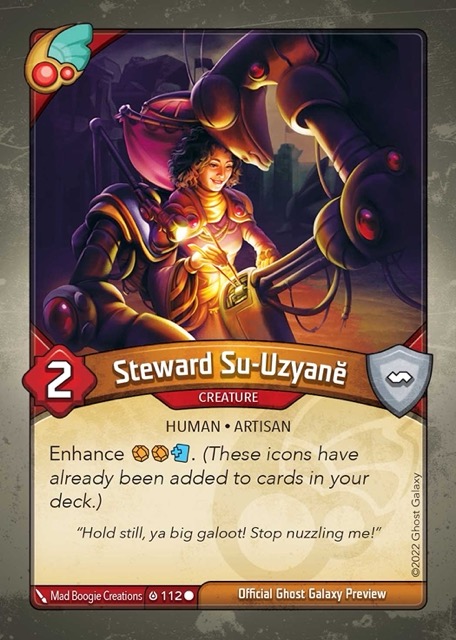 2
Steward Su-Uzyaně
CREATURE
HUMAN • ARTISAN
Enhance . (These icons have
already been added to cards in your
deck.)
“Hold still, ya big galoot! Stop nuzzling me!”
©2022 Ghost Galaxy
Mad Boogie Creations 112
Official Ghost Galaxy Preview